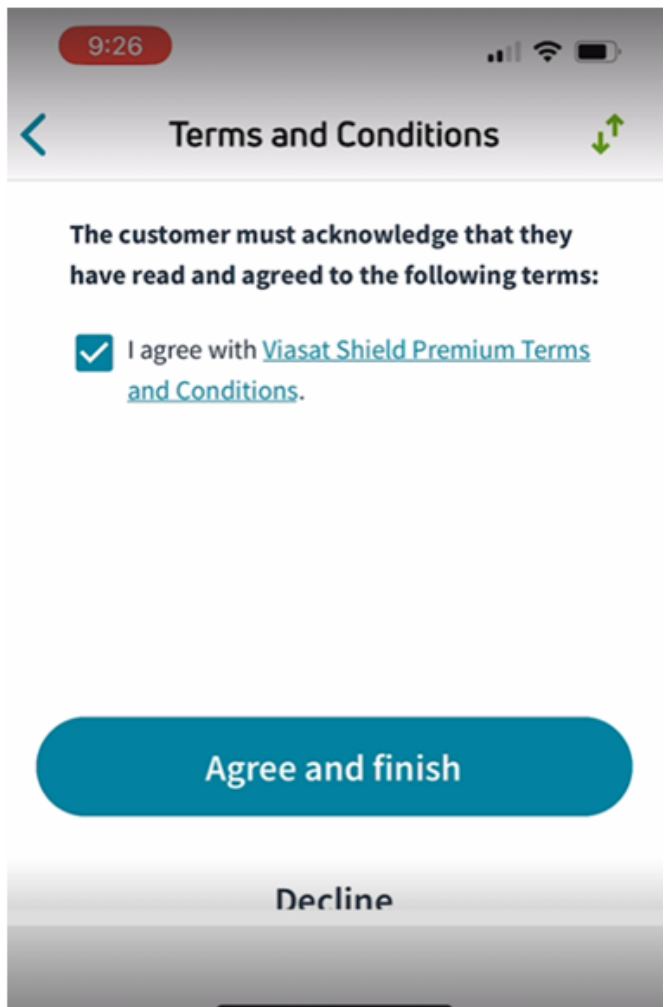 9:26
Terms and Conditions
The customer must acknowledge that they
have read and agreed to the following terms:
I agree with Viasat Shield Premium Terms
and Conditions.
Agree and finish
Decline